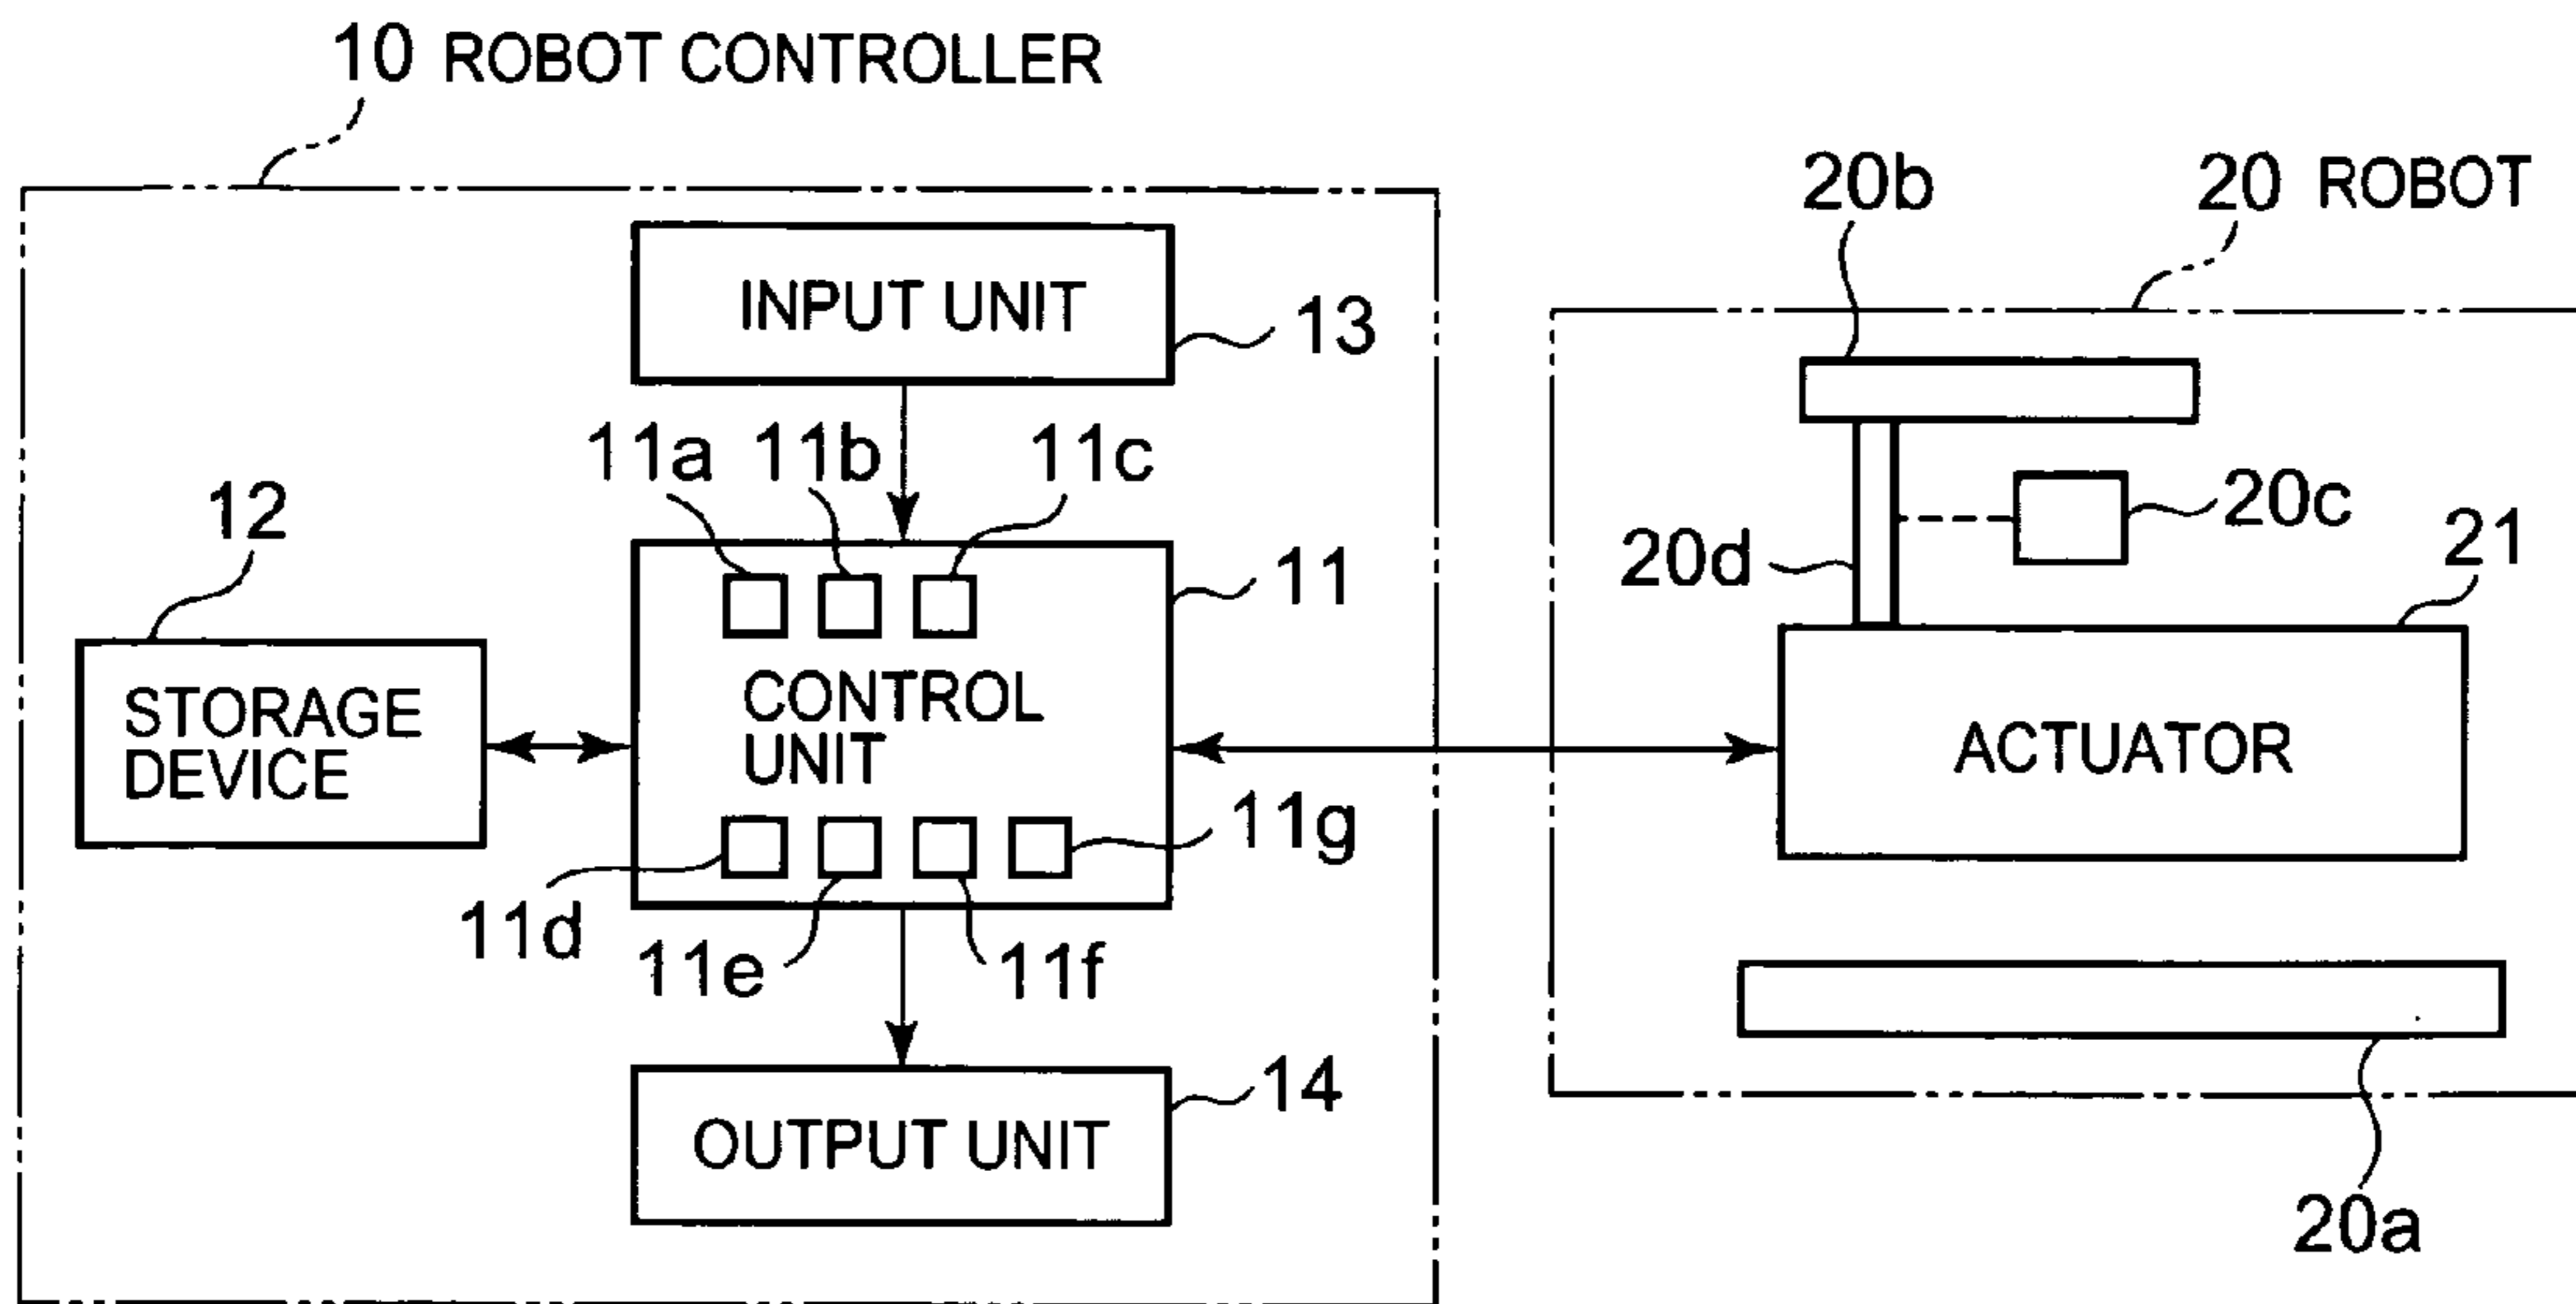 10 ROBOT CONTROLLER
20b
20 ROBOT
INPUT UNIT
13
11a 11b 11c
12
20c
11
20d
21
STORAGE
DEVICE
CONTROL
UNIT
ACTUATOR
11g
11d
11e
11f
14
OUTPUT UNIT
20a